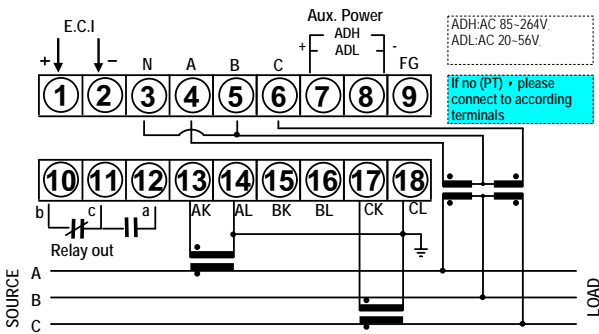 E.C.I
Aux. Power
ADH
+ ADL -
ADH:AC 85~264V.
ADL:AC 20~56V.
+ - N A B C FG
1 2 3 4 5 6 7 8 9
If no (PT), please
connect to according
terminals
10 11 12 13 14 15 16 17 18
b c a AK AL BK BL CK CL
Relay out
SOURCE
A
B
C
LOAD